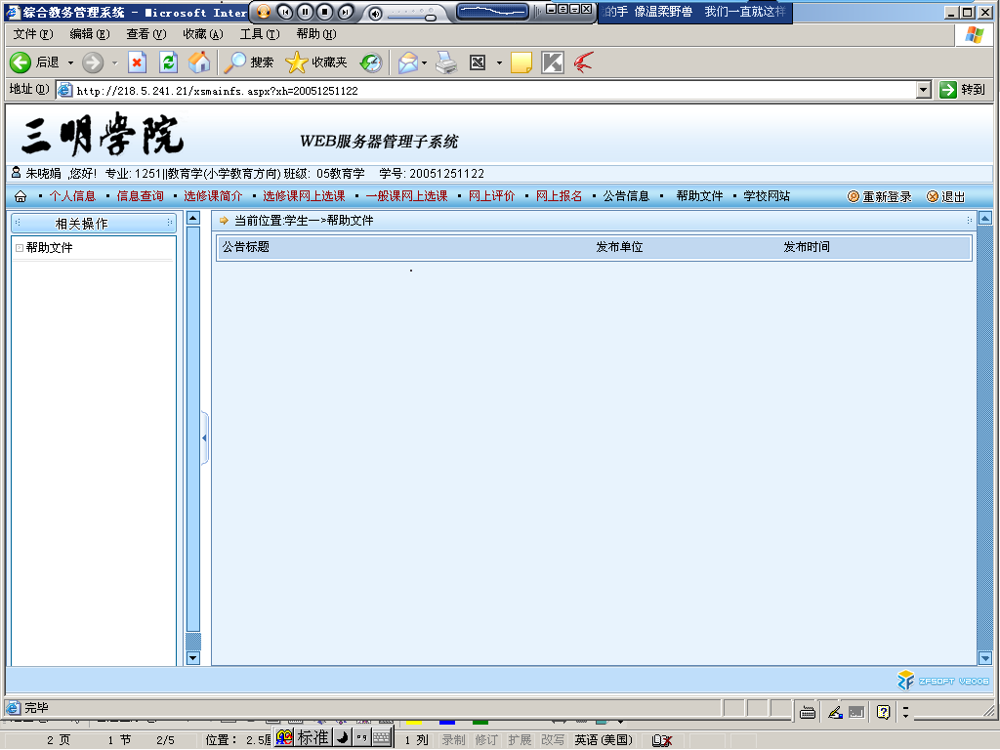 綜合教务管理系统 - Microsoft Inter
的手 像温柔野兽 我们一直就这样
文件(F) 编辑(E) 查看(V) 收藏(A) 工具(T) 帮助(H)
后退 搜索 收藏夹
地址(D) http://218.5.241.21/xsmainfs.aspx?xh=20051251122 转到
三明學院
WEB服务器管理子系统
朱晓娟 ,您好! 专业: 1251||教育学(小学教育方向) 班级: 05教育学 学号: 20051251122
· 个人信息 · 信息查询 · 选修课简介 · 选修课网上选课 · 一般课网上选课 · 网上评价 · 网上报名 · 公告信息 · 帮助文件 · 学校网站 重新登录 退出
相关操作
当前位置:学生—>帮助文件
帮助文件
公告标题 发布单位 发布时间
ZFSOFT V2006
完毕
2 页 1 节 2/5 位置: 2.5厘 标准 1 列 录制 修订 扩展 改写 英语(美国)